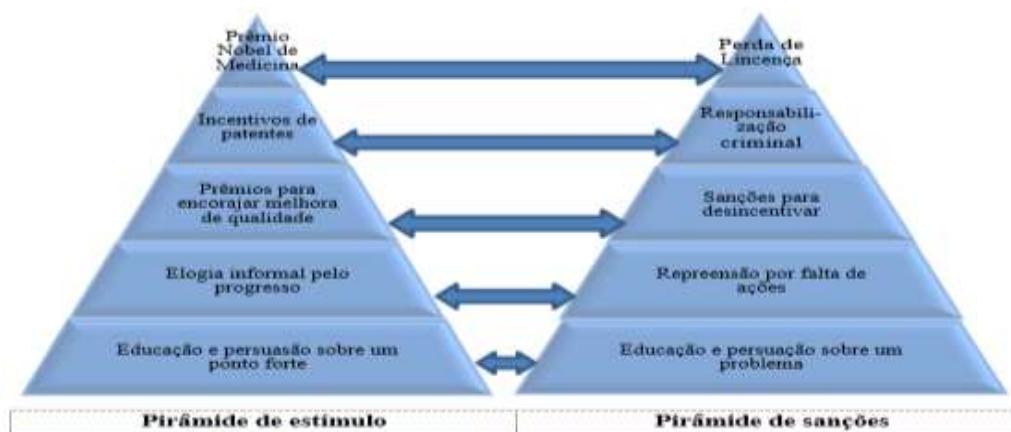 Prêmio
Nobel de
Medicina
Incentivos de
patentes
Prêmios para
encorajar melhora
de qualidade
Elogia informal pelo
progresso
Educação e persuasão sobre um
ponto forte
Pirâmide de estímulo
Perda de
Lincença
Responsabili-
zação
criminal
Sanções para
desincentivar
Repreensão por falta de
ações
Educação e persuação sobre um
problema
Pirâmide de sanções